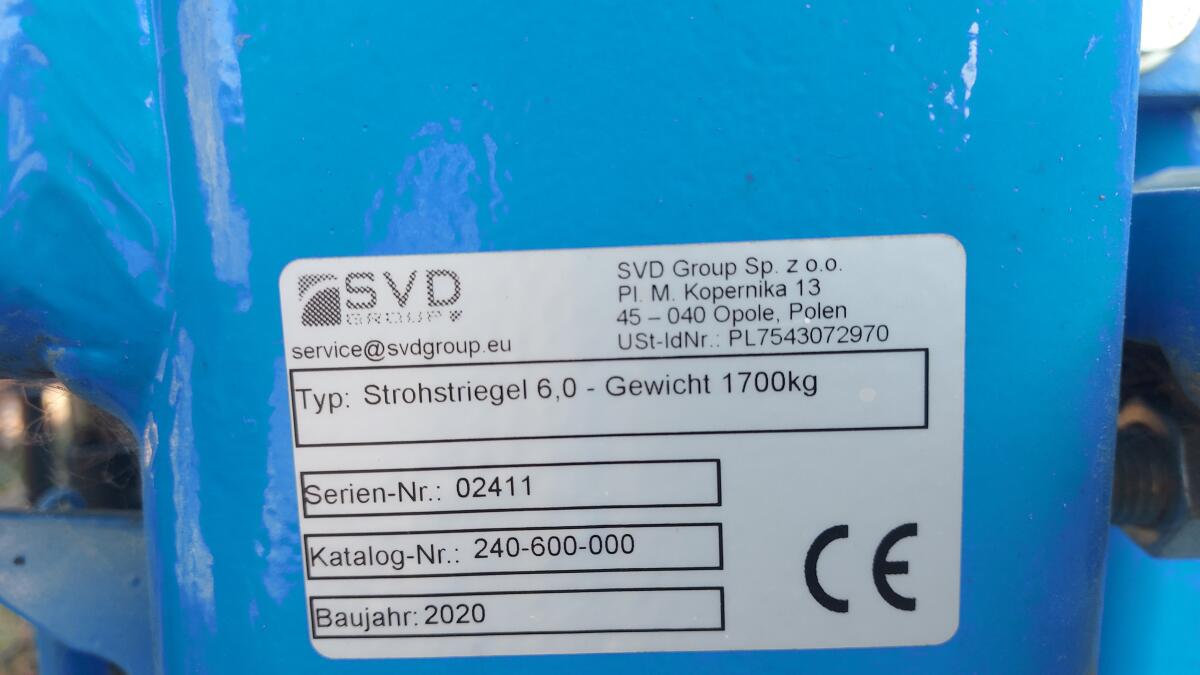 SVD
GROUP
service@svdgroup.eu
SVD Group Sp. z o.o.
Pl. M. Kopernika 13
45 – 040 Opole, Polen
USt-IdNr.: PL7543072970
Typ: Strohstriegel 6,0 - Gewicht 1700kg
Serien-Nr.: 02411
Katalog-Nr.: 240-600-000
Baujahr: 2020
CE